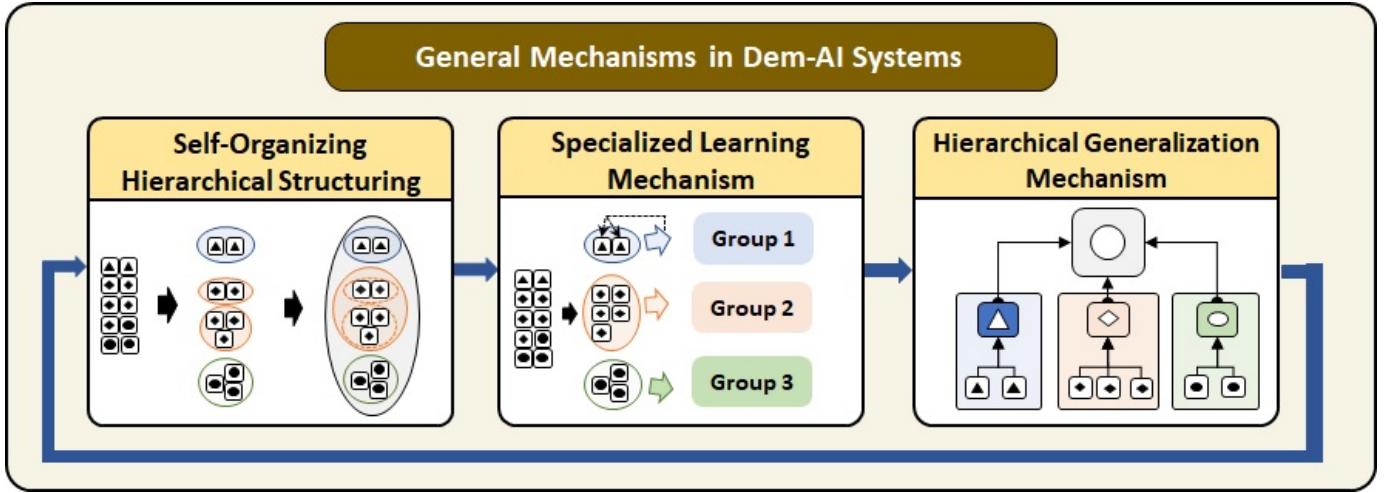 General Mechanisms in Dem-AI Systems
Self-Organizing
Hierarchical Structuring
Specialized Learning
Mechanism
Group 1
Group 2
Group 3
Hierarchical Generalization
Mechanism